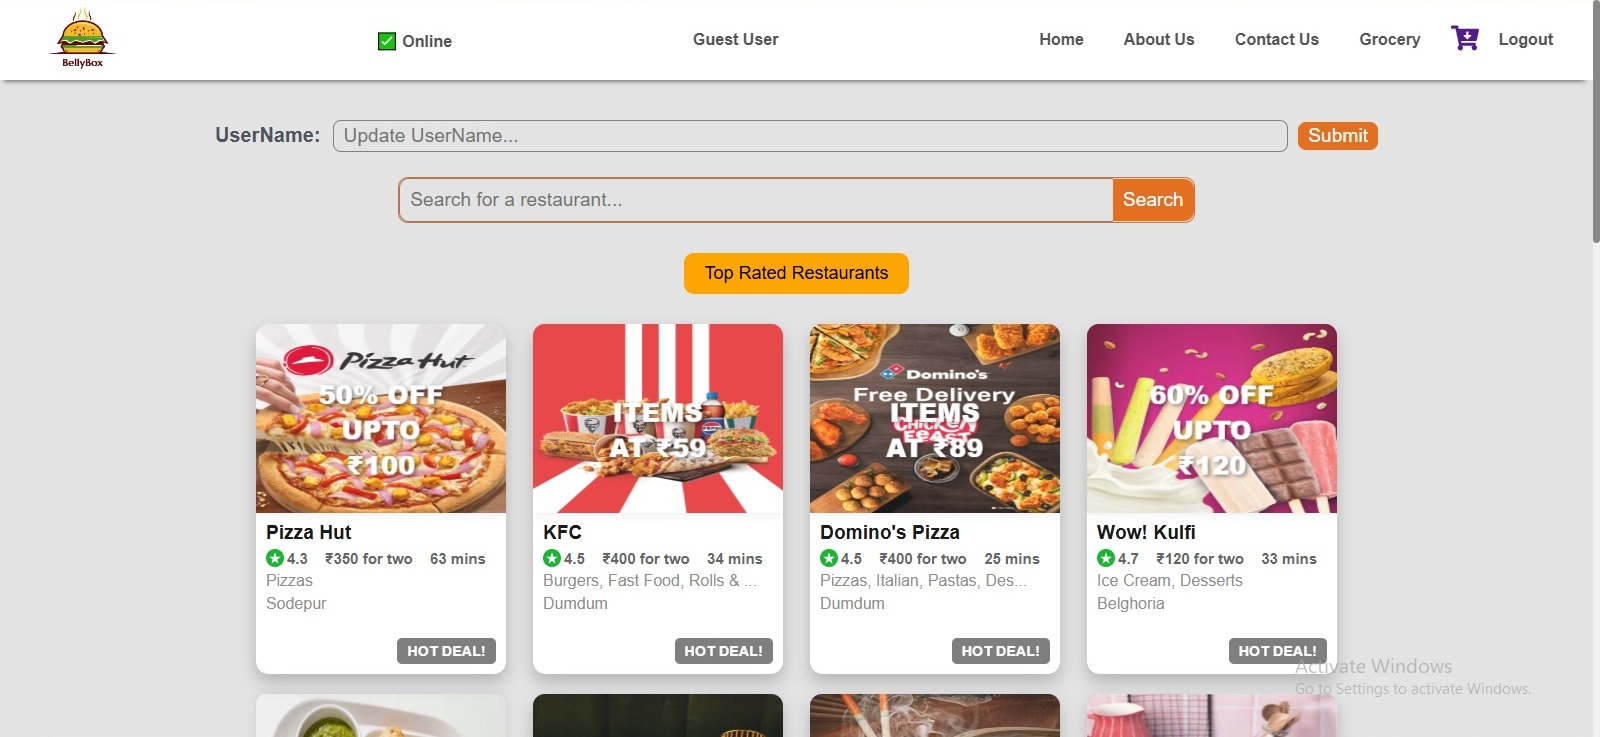 BellyBox
Online
Guest User
Home
About Us
Contact Us
Grocery
Logout
UserName:
Update UserName...
Submit
Search for a restaurant...
Search
Top Rated Restaurants
Pizza Hut
50% OFF
UPTO
₹100
Pizza Hut
4.3 ₹350 for two 63 mins
Pizzas
Sodepur
HOT DEAL!
ITEMS
AT ₹59
KFC
4.5 ₹400 for two 34 mins
Burgers, Fast Food, Rolls & ...
Dumdum
HOT DEAL!
Domino's
Free Delivery
ITEMS
CHICKEN
FEAST
AT ₹89
Domino's Pizza
4.5 ₹400 for two 25 mins
Pizzas, Italian, Pastas, Des...
Dumdum
HOT DEAL!
60% OFF
UPTO
₹120
Wow! Kulfi
4.7 ₹120 for two 33 mins
Ice Cream, Desserts
Belghoria
HOT DEAL!
Activate Windows
Go to Settings to activate Windows.